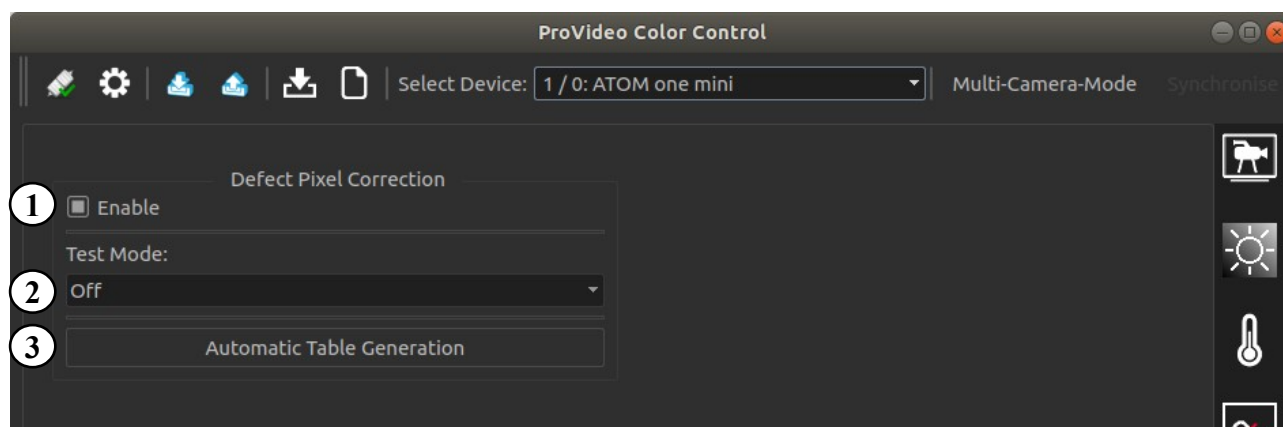 ProVideo Color Control
Select Device: 1 / 0: ATOM one mini Multi-Camera-Mode Synchronise
Defect Pixel Correction
1 Enable
Test Mode:
2 Off
3 Automatic Table Generation